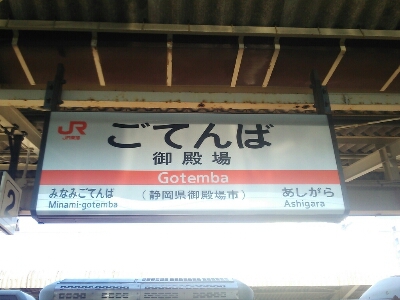 JR
ごてんば
御殿場
Gotemba
みなみごてんば
Minami-gotemba
（静岡県御殿場市）
あしがら
Ashigara
2